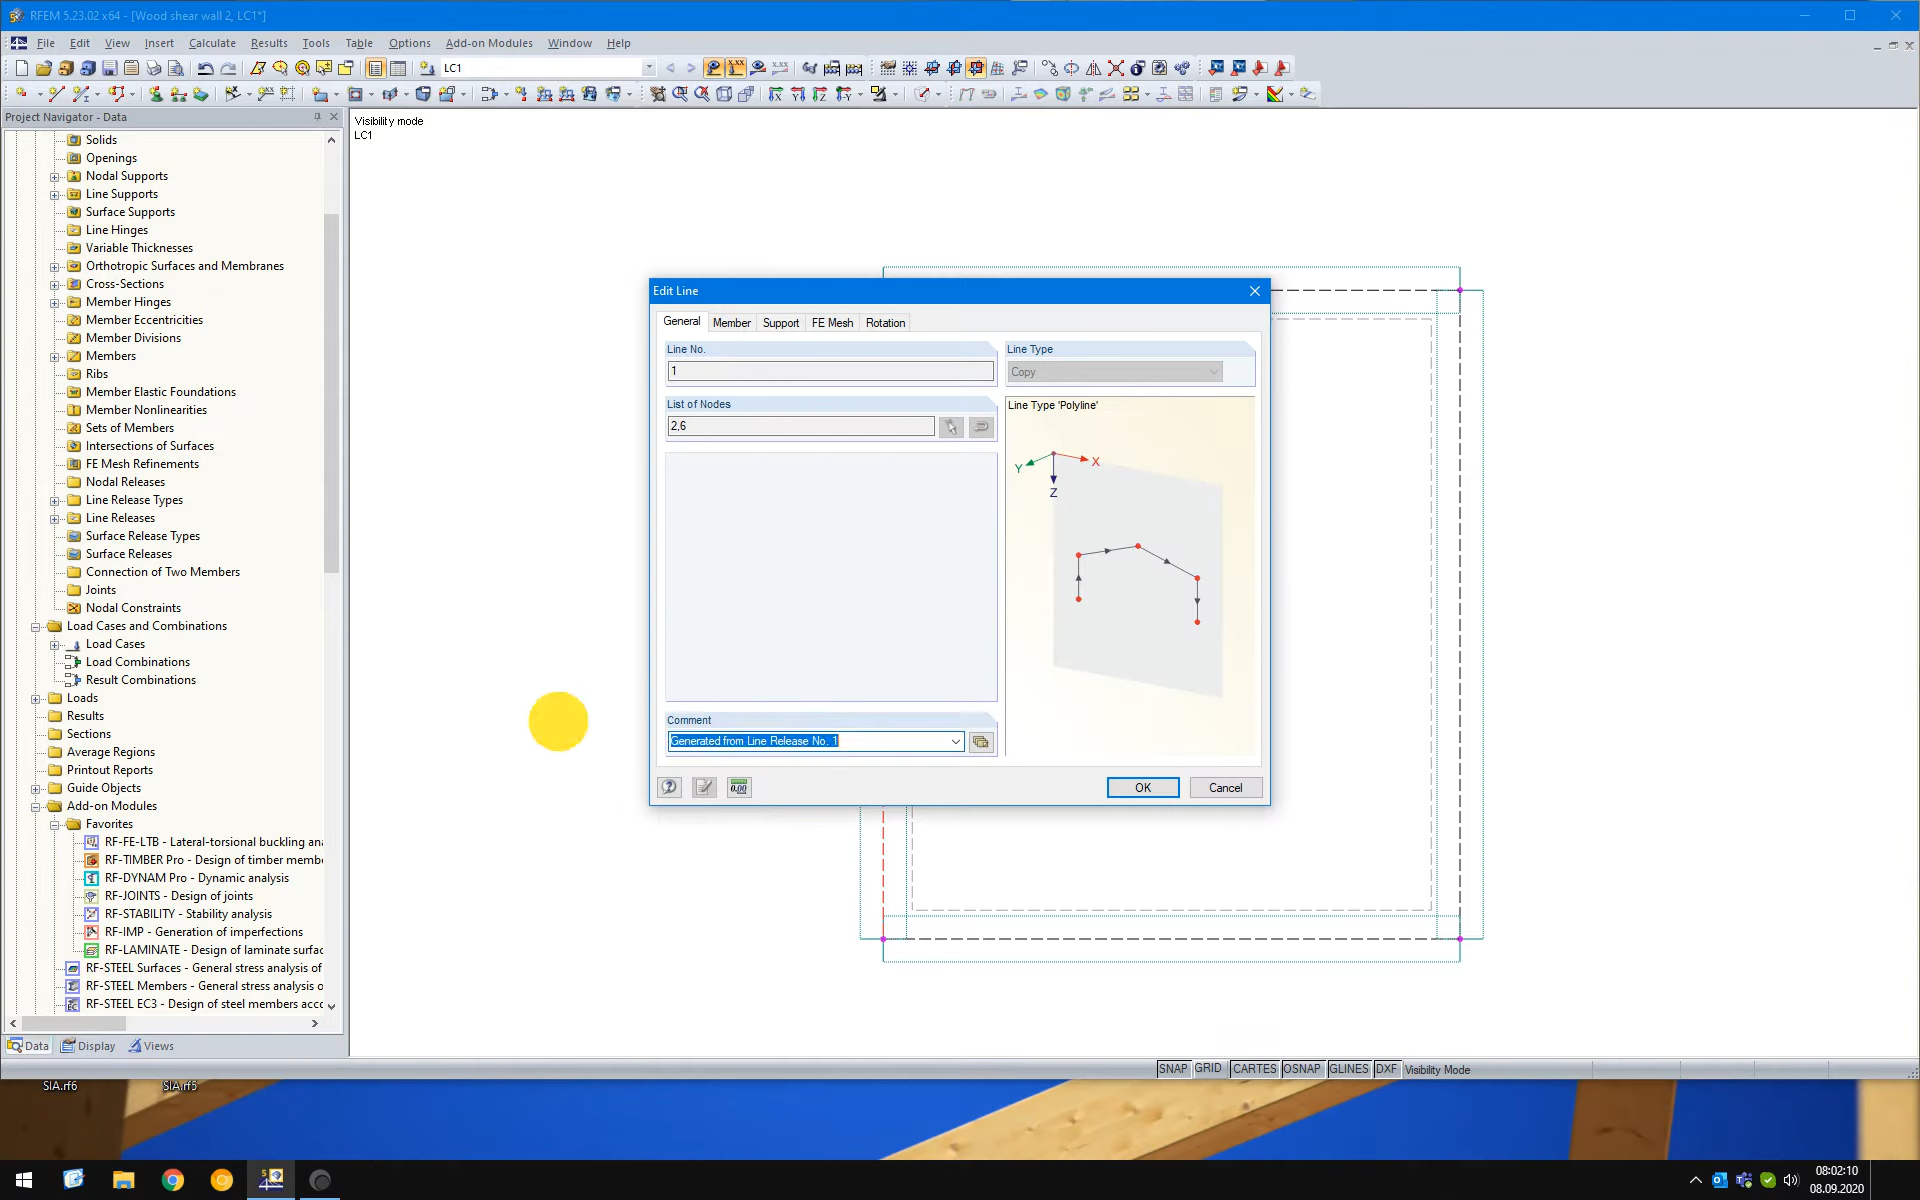 RFEM 5.23.02 x64 - [Wood shear wall 2, LC1*]
File Edit View Insert Calculate Results Tools Table Options Add-on Modules Window Help
LC1
Project Navigator - Data
Solids
Openings
Nodal Supports
Line Supports
Surface Supports
Line Hinges
Variable Thicknesses
Orthotropic Surfaces and Membranes
Cross-Sections
Member Hinges
Member Eccentricities
Member Divisions
Members
Ribs
Member Elastic Foundations
Member Nonlinearities
Sets of Members
Intersections of Surfaces
FE Mesh Refinements
Nodal Releases
Line Release Types
Line Releases
Surface Release Types
Surface Releases
Connection of Two Members
Joints
Nodal Constraints
Load Cases and Combinations
Load Cases
Load Combinations
Result Combinations
Loads
Results
Sections
Average Regions
Printout Reports
Guide Objects
Add-on Modules
Favorites
RF-FE-LTB - Lateral-torsional buckling ana
RF-TIMBER Pro - Design of timber membe
RF-DYNAM Pro - Dynamic analysis
RF-JOINTS - Design of joints
RF-STABILITY - Stability analysis
RF-IMP - Generation of imperfections
RF-LAMINATE - Design of laminate surfac
RF-STEEL Surfaces - General stress analysis of
RF-STEEL Members - General stress analysis o
RF-STEEL EC3 - Design of steel members acco
Data Display Views
Visibility mode
LC1
Edit Line
General Member Support FE Mesh Rotation
Line No.
1
Line Type
Copy
List of Nodes
2,6
Line Type 'Polyline'
X
Y
Z
Comment
Generated from Line Release No. 1
0.00
OK Cancel
SNAP GRID CARTES OSNAP GLINES DXF Visibility Mode
SIA.rf6 SIA.rf5
08:02:10
08.09.2020